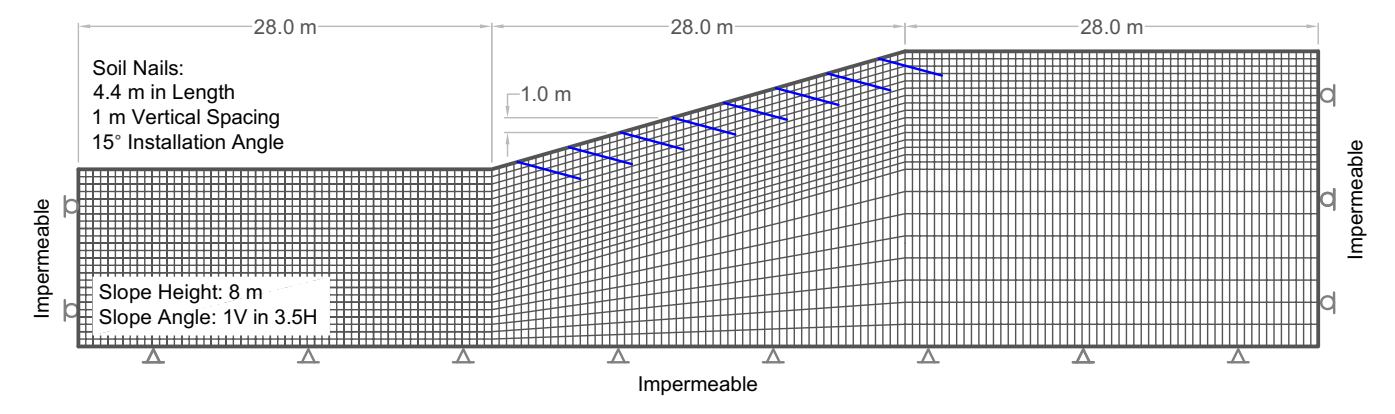 28.0 m
28.0 m
28.0 m
Soil Nails:
4.4 m in Length
1 m Vertical Spacing
15° Installation Angle
1.0 m
Impermeable
Impermeable
Slope Height: 8 m
Slope Angle: 1V in 3.5H
Impermeable